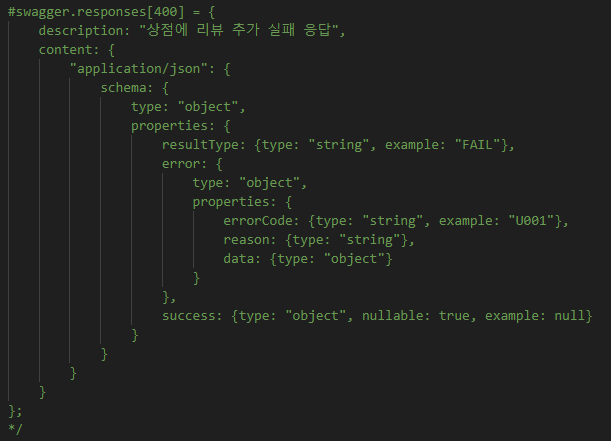 #swagger.responses[400] = {
    description: "상점에 리뷰 추가 실패 응답",
    content: {
        "application/json": {
            schema: {
                type: "object",
                properties: {
                    resultType: {type: "string", example: "FAIL"},
                    error: {
                        type: "object",
                        properties: {
                            errorCode: {type: "string", example: "U001"},
                            reason: {type: "string"},
                            data: {type: "object"}
                        }
                    },
                    success: {type: "object", nullable: true, example: null}
                }
            }
        }
    }
};
*/